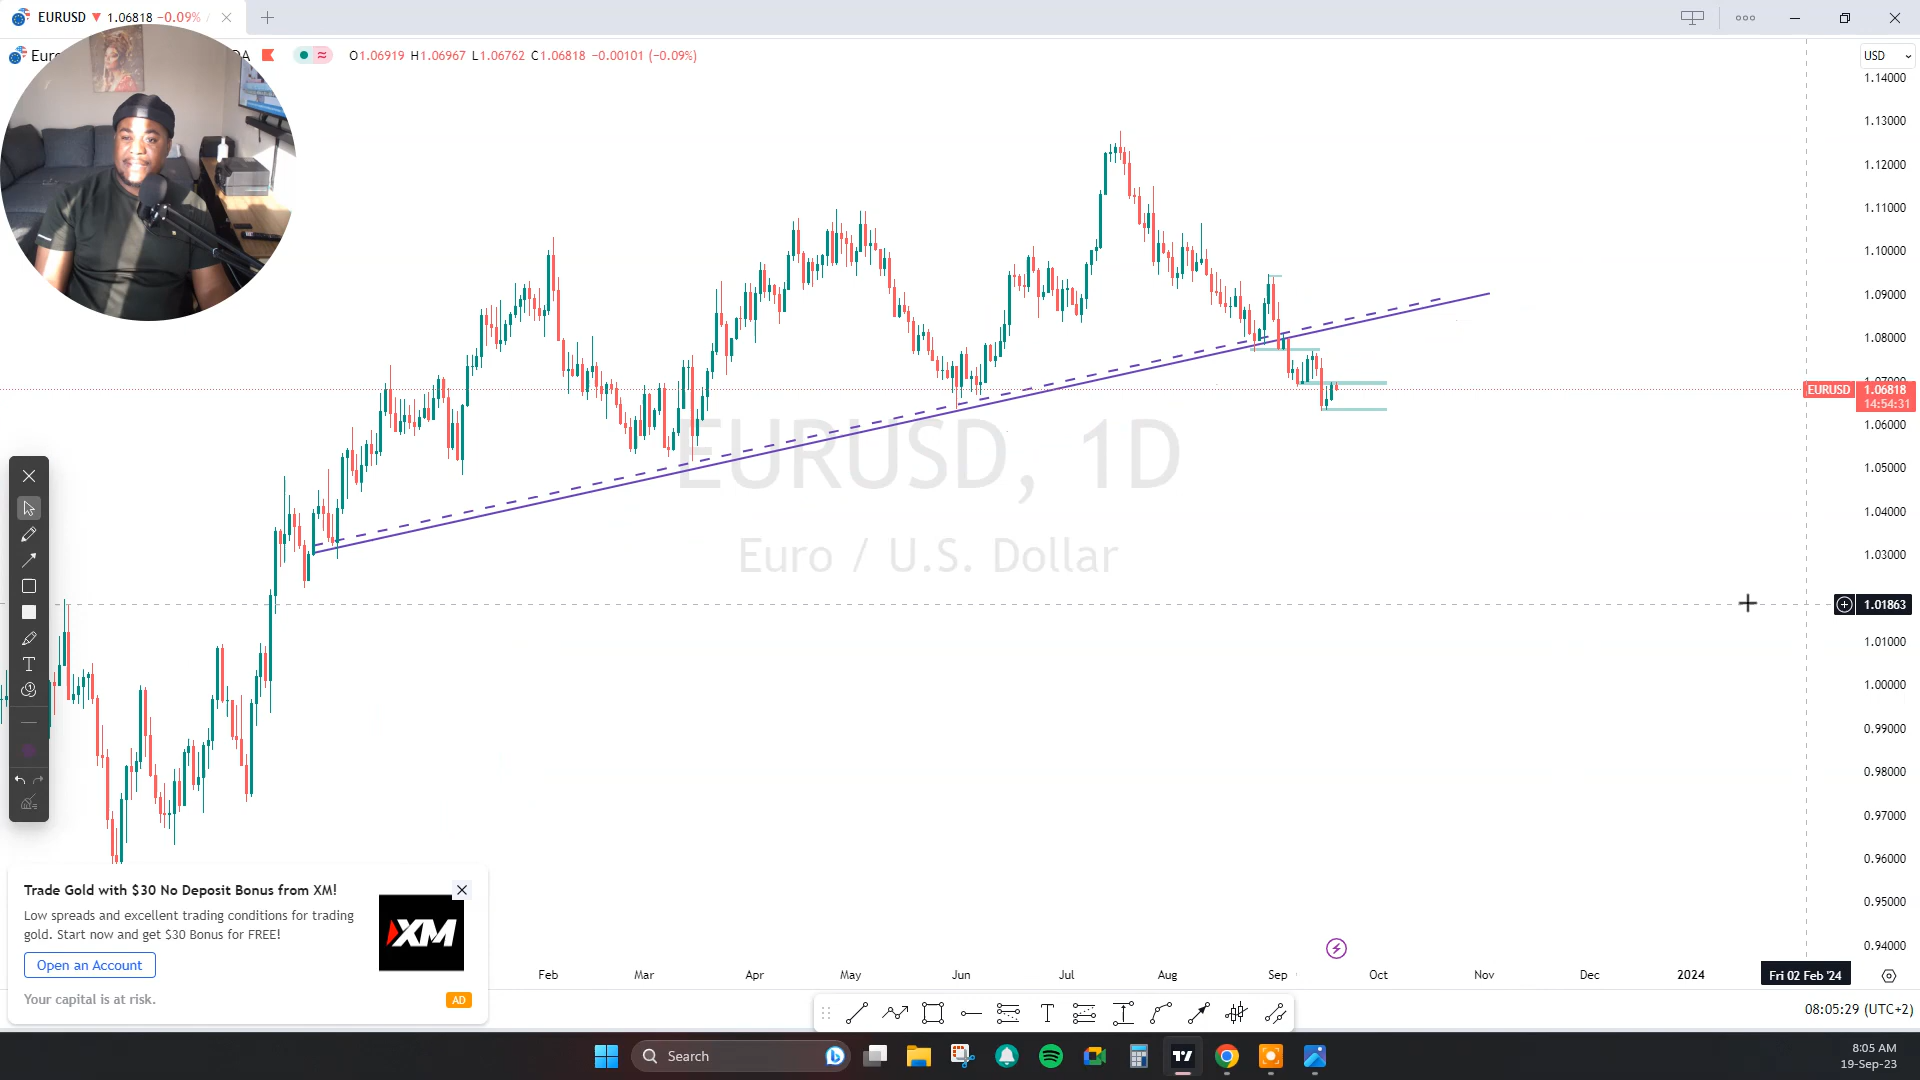 EURUSD ▼ 1.06818 −0.09% /
Euro
DA
O1.06919 H1.06967 L1.06762 C1.06818 −0.00101 (−0.09%)
USD
1.14000
1.13000
1.12000
1.11000
1.10000
1.09000
1.08000
1.07000
EURUSD 1.06818
14:54:31
1.06000
1.05000
1.04000
1.03000
1.01863
1.01000
1.00000
0.99000
0.98000
0.97000
0.96000
0.95000
0.94000
EURUSD, 1D
Euro / U.S. Dollar
T
Trade Gold with $30 No Deposit Bonus from XM!
Low spreads and excellent trading conditions for trading
gold. Start now and get $30 Bonus for FREE!
Open an Account
Your capital is at risk.
AD
XM
Feb Mar Apr May Jun Jul Aug Sep Oct Nov Dec 2024 Fri 02 Feb '24
T
08:05:29 (UTC+2)
Search
8:05 AM
19-Sep-23